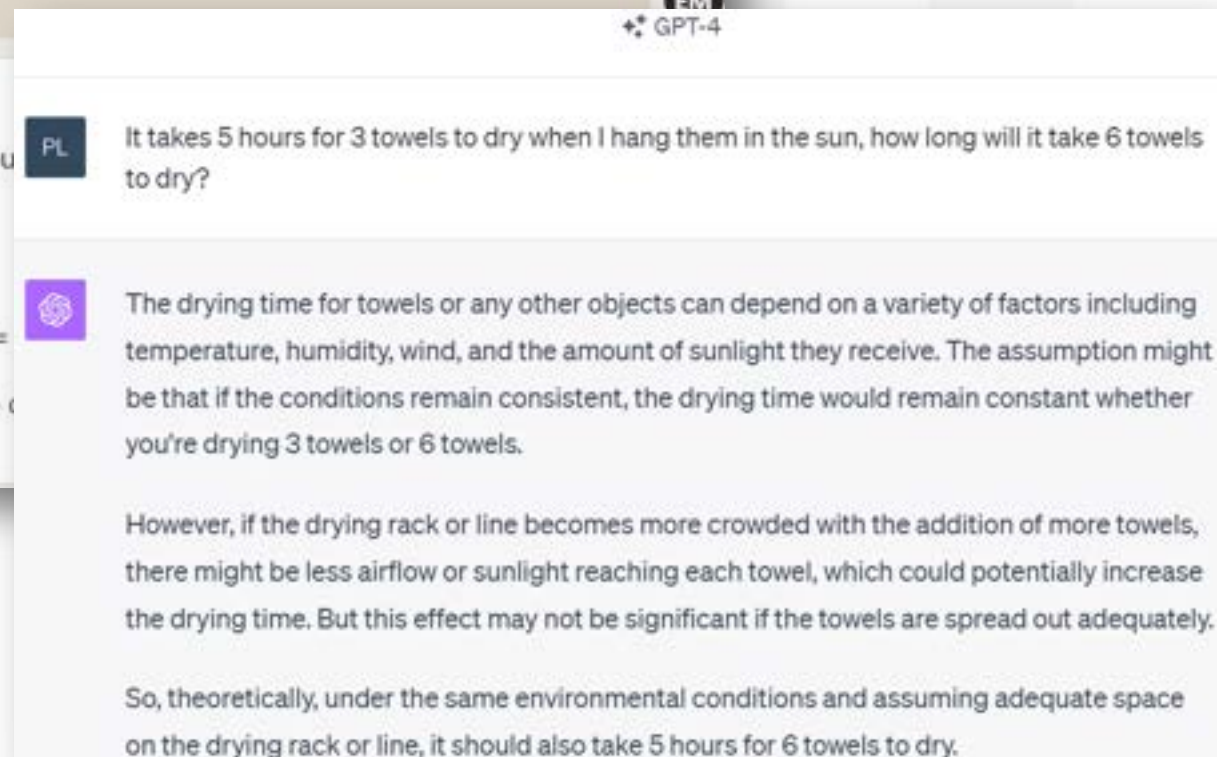 EM
GPT-4
PL
It takes 5 hours for 3 towels to dry when I hang them in the sun, how long will it take 6 towels
to dry?
The drying time for towels or any other objects can depend on a variety of factors including
temperature, humidity, wind, and the amount of sunlight they receive. The assumption might
be that if the conditions remain consistent, the drying time would remain constant whether
you're drying 3 towels or 6 towels.
However, if the drying rack or line becomes more crowded with the addition of more towels,
there might be less airflow or sunlight reaching each towel, which could potentially increase
the drying time. But this effect may not be significant if the towels are spread out adequately.
So, theoretically, under the same environmental conditions and assuming adequate space
on the drying rack or line, it should also take 5 hours for 6 towels to dry.